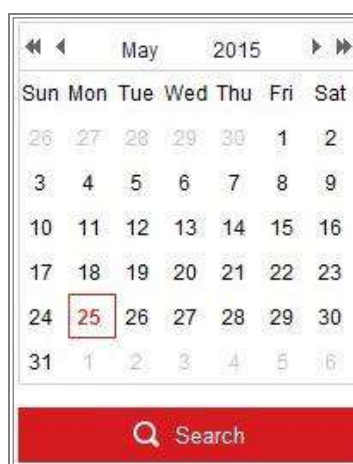 May 2015
Sun Mon Tue Wed Thu Fri Sat
26 27 28 29 30 1 2
3 4 5 6 7 8 9
10 11 12 13 14 15 16
17 18 19 20 21 22 23
24 25 26 27 28 29 30
31 1 2 3 4 5 6
Search